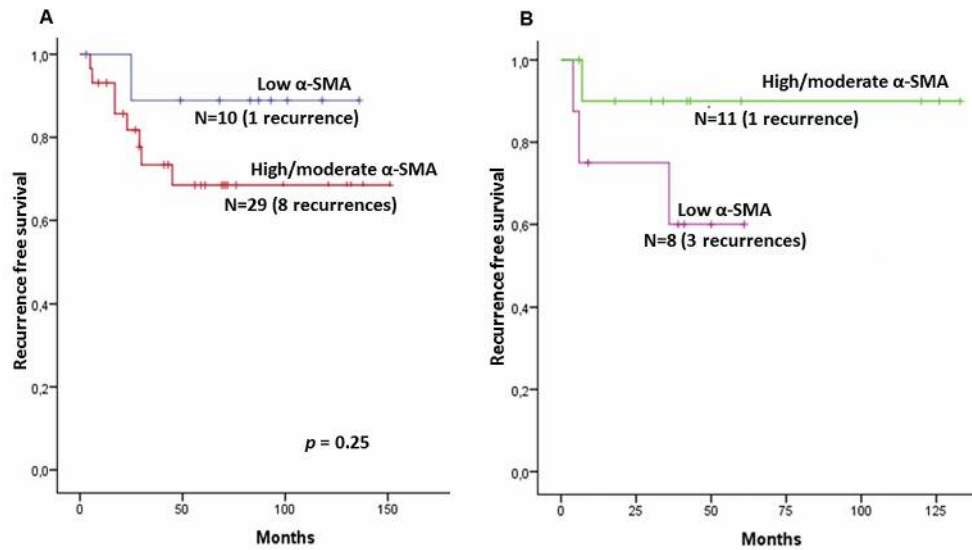 A
Recurrence free survival
1,0
0,8
0,6
0,4
0,2
0,0
Low α-SMA
N=10 (1 recurrence)
High/moderate α-SMA
N=29 (8 recurrences)
p = 0.25
0 50 100 150
Months
B
Recurrence free survival
1,0
0,8
0,6
0,4
0,2
0,0
High/moderate α-SMA
N=11 (1 recurrence)
Low α-SMA
N=8 (3 recurrences)
0 25 50 75 100 125
Months